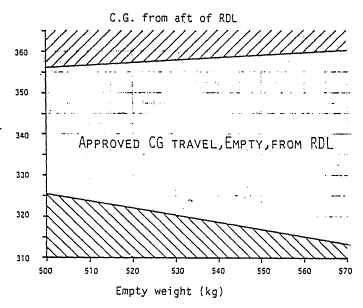 C.G. from aft of RDL
360
350
340
APPROVED CG TRAVEL, EMPTY, FROM RDL
330
320
310
500 510 520 530 540 550 560 570
Empty weight (kg)